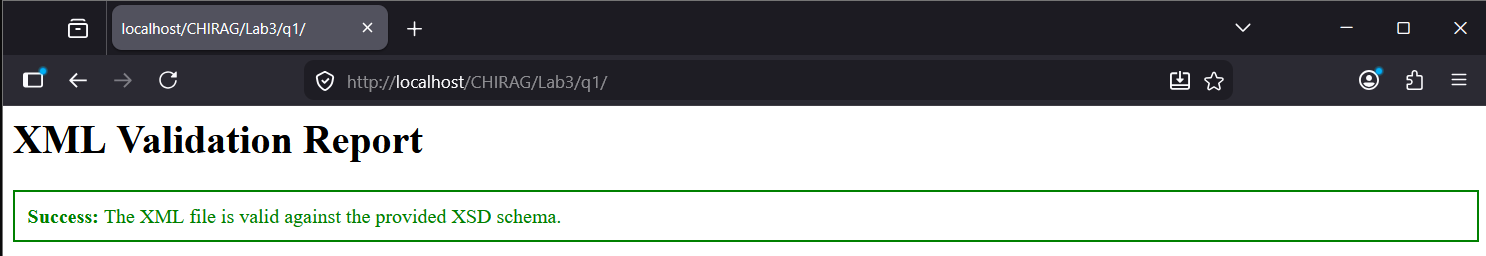 localhost/CHIRAG/Lab3/q1/
http://localhost/CHIRAG/Lab3/q1/
XML Validation Report
Success: The XML file is valid against the provided XSD schema.